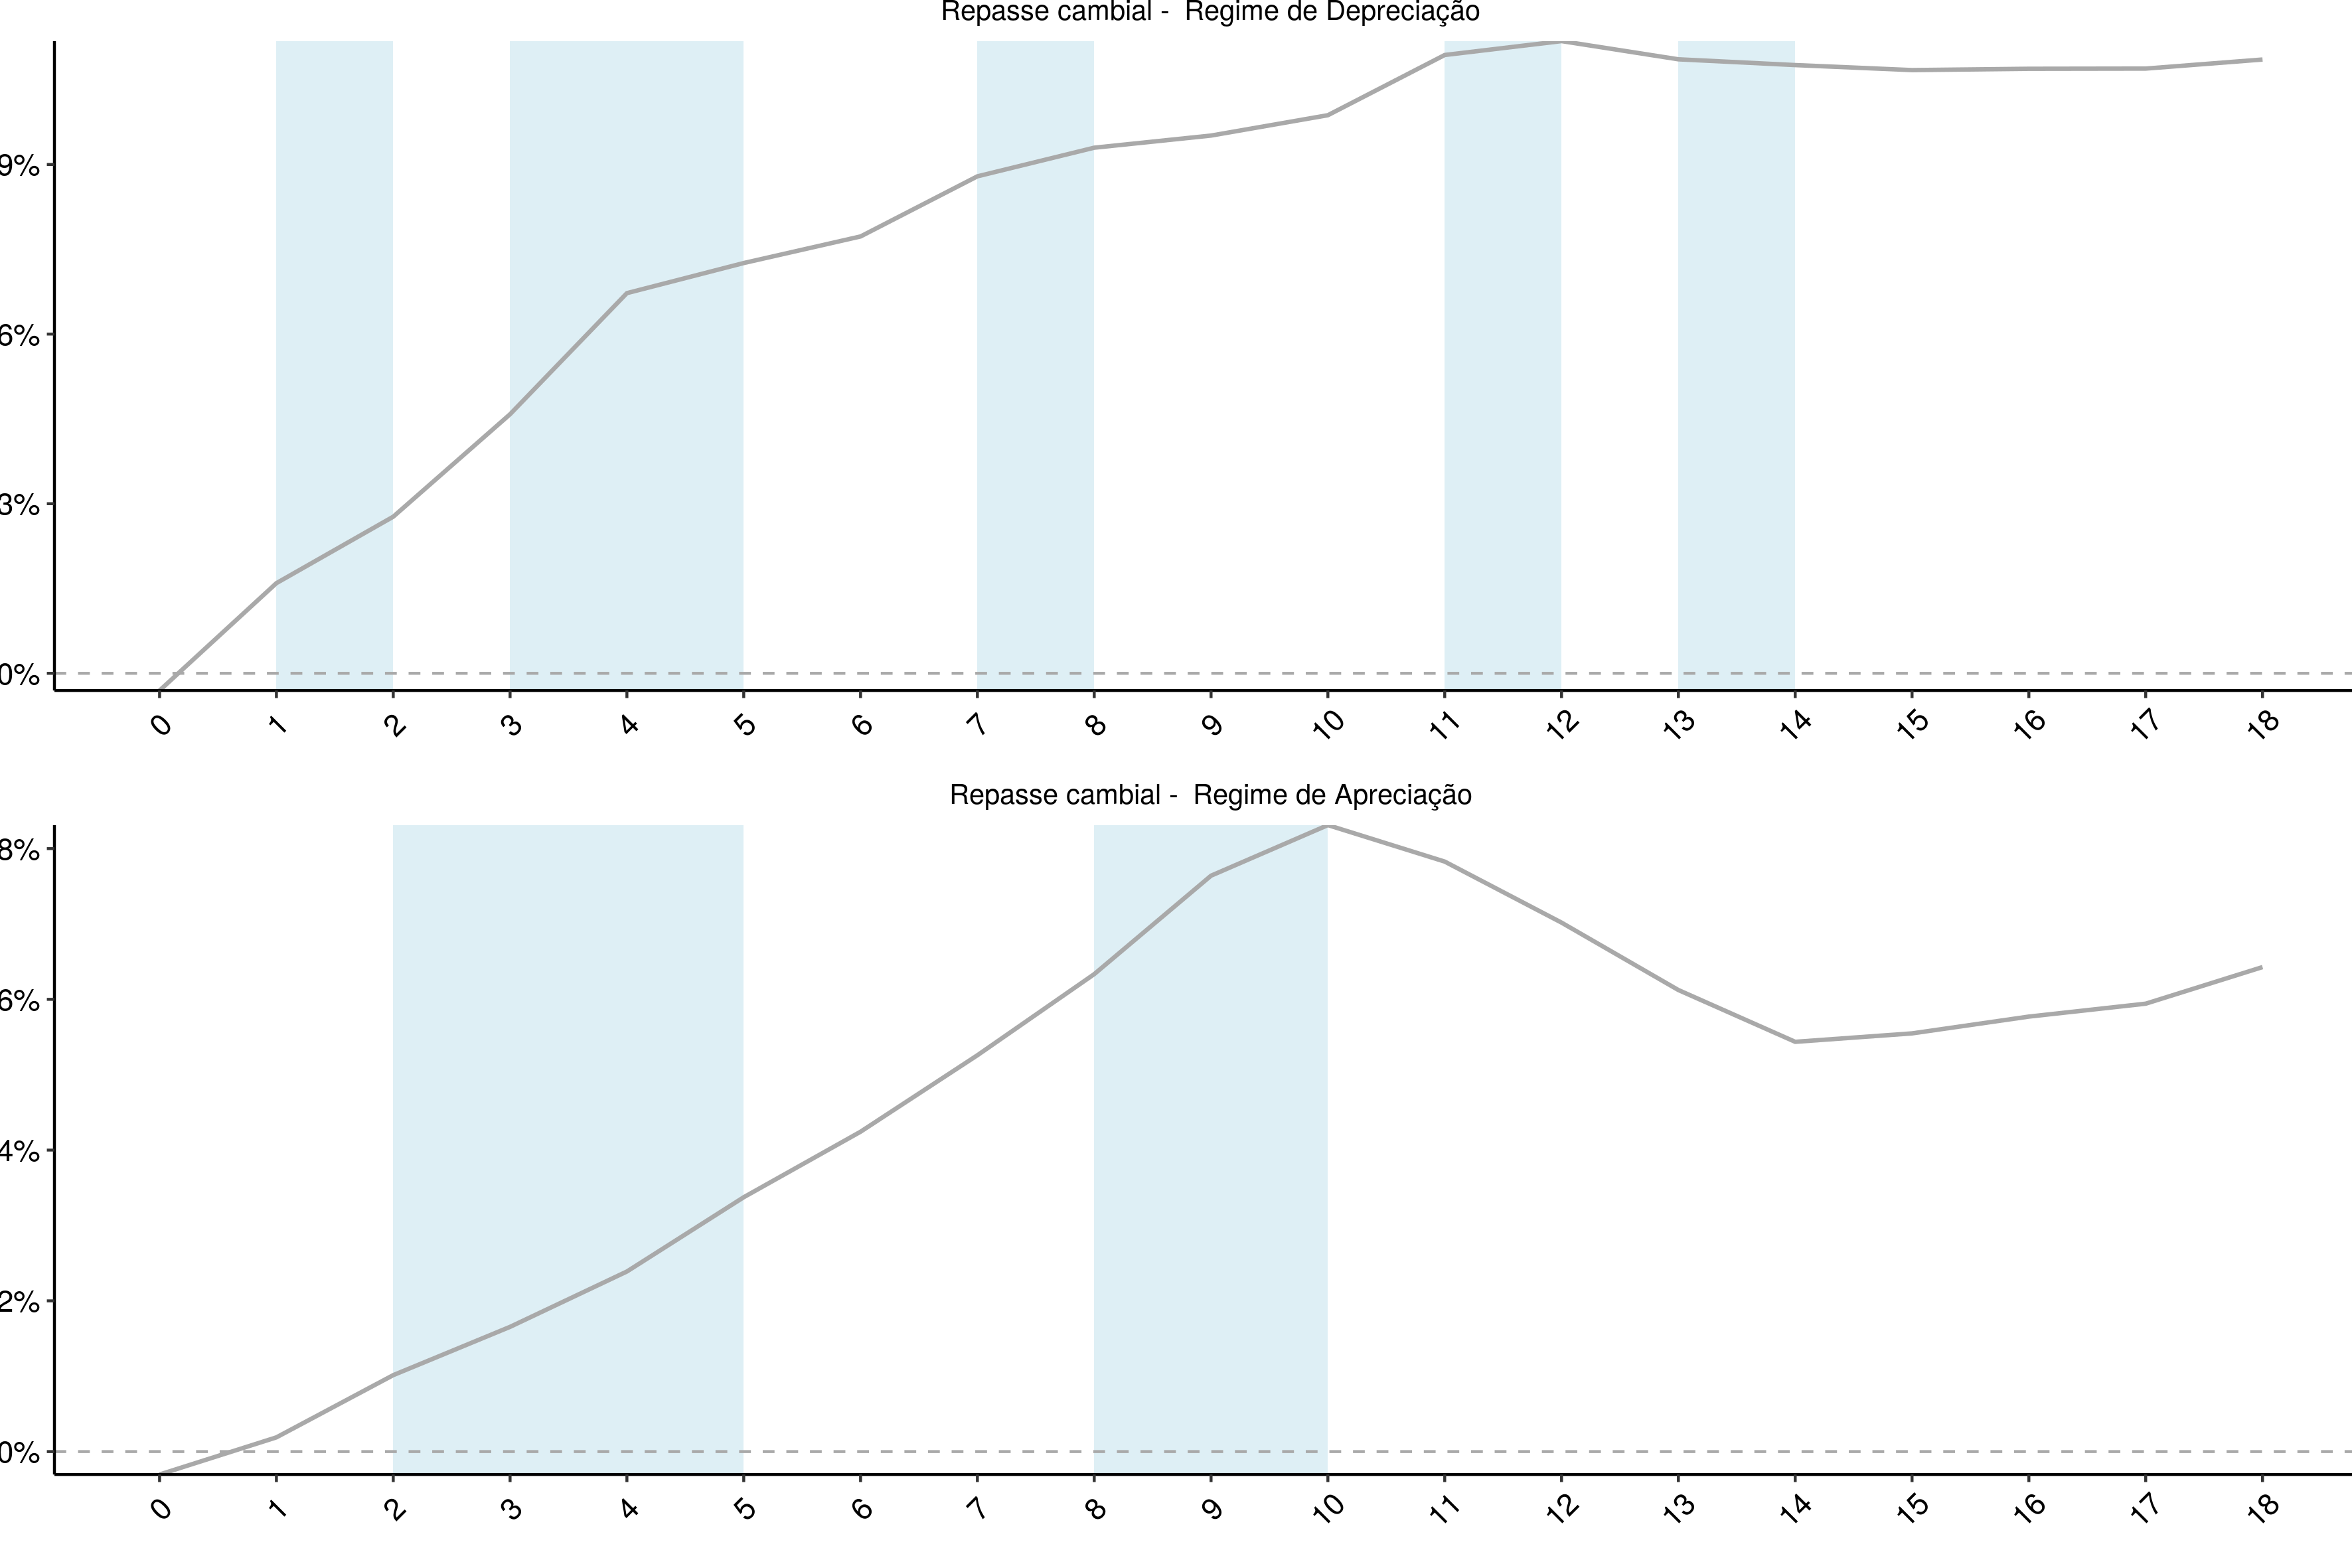 Repasse cambial -  Regime de Depreciação
9%
6%
3%
0%
0 1 2 3 4 5 6 7 8 9 10 11 12 13 14 15 16 17 18
Repasse cambial -  Regime de Apreciação
8%
6%
4%
2%
0%
0 1 2 3 4 5 6 7 8 9 10 11 12 13 14 15 16 17 18